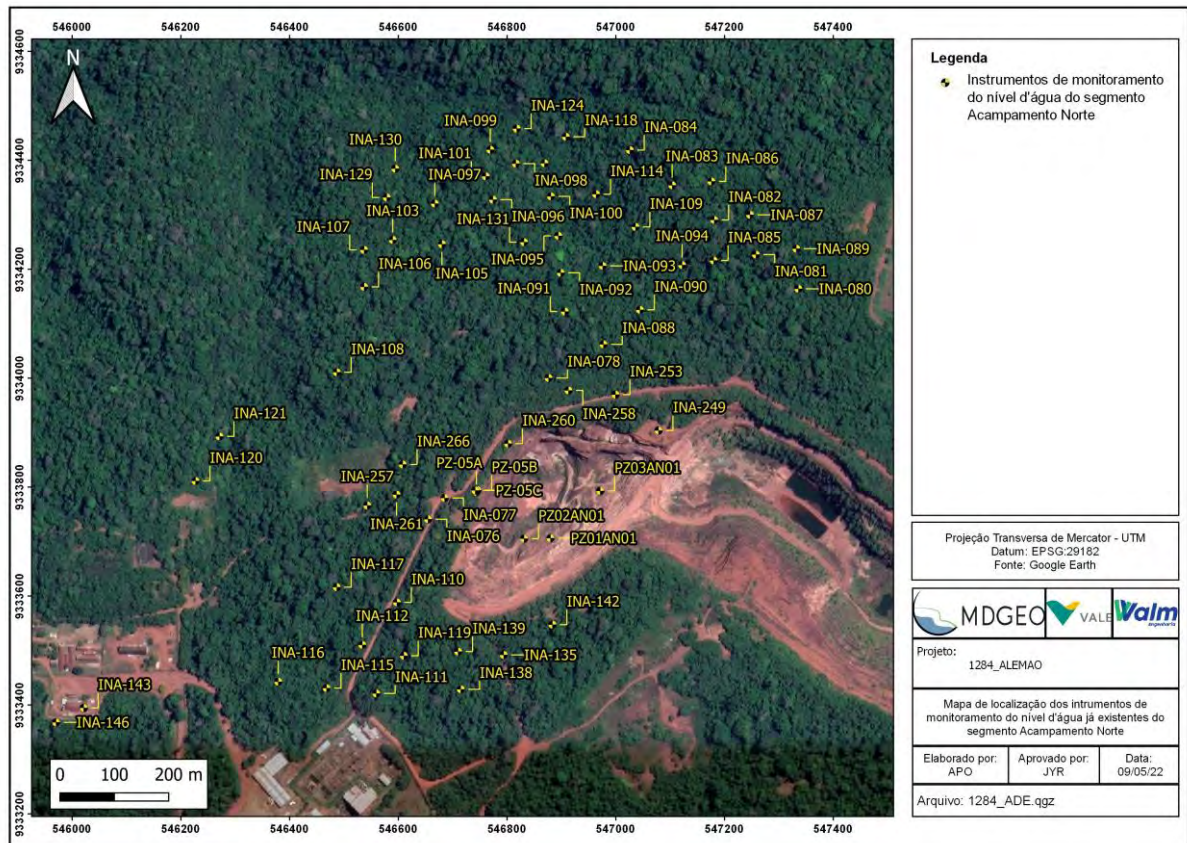 546000 546200 546400 546600 546800 547000 547200 547400
9334600
9334400
9334200
9334000
9333800
9333600
9333400
9333200
N
INA-124
INA-099
INA-118
INA-130
INA-084
INA-101
INA-083
INA-086
INA-129
INA-097
INA-098
INA-114
INA-103
INA-082
INA-131
INA-096
INA-100
INA-109
INA-087
INA-107
INA-094
INA-085
INA-089
INA-106
INA-105
INA-095
INA-093
INA-081
INA-080
INA-091
INA-092
INA-090
INA-088
INA-108
INA-078
INA-253
INA-121
INA-258
INA-249
INA-260
INA-266
INA-120
PZ-05A
PZ-05B
PZ03AN01
INA-257
PZ-05C
INA-077
PZ02AN01
INA-261
INA-076
PZ01AN01
INA-117
INA-110
INA-142
INA-112
INA-119
INA-139
INA-135
INA-116
INA-115
INA-111
INA-138
INA-143
INA-146
0 100 200 m
546000 546200 546400 546600 546800 547000 547200 547400
Legenda
Instrumentos de monitoramento
do nível d'água do segmento
Acampamento Norte
Projeção Transversa de Mercator - UTM
Datum: EPSG:29182
Fonte: Google Earth
MDGEO VALE Walm
engenharia
Projeto:
1284_ALEMAO
Mapa de localização dos intrumentos de
monitoramento do nível d'água já existentes do
segmento Acampamento Norte
Elaborado por:
APO
Aprovado por:
JYR
Data:
09/05/22
Arquivo: 1284_ADE.qgz